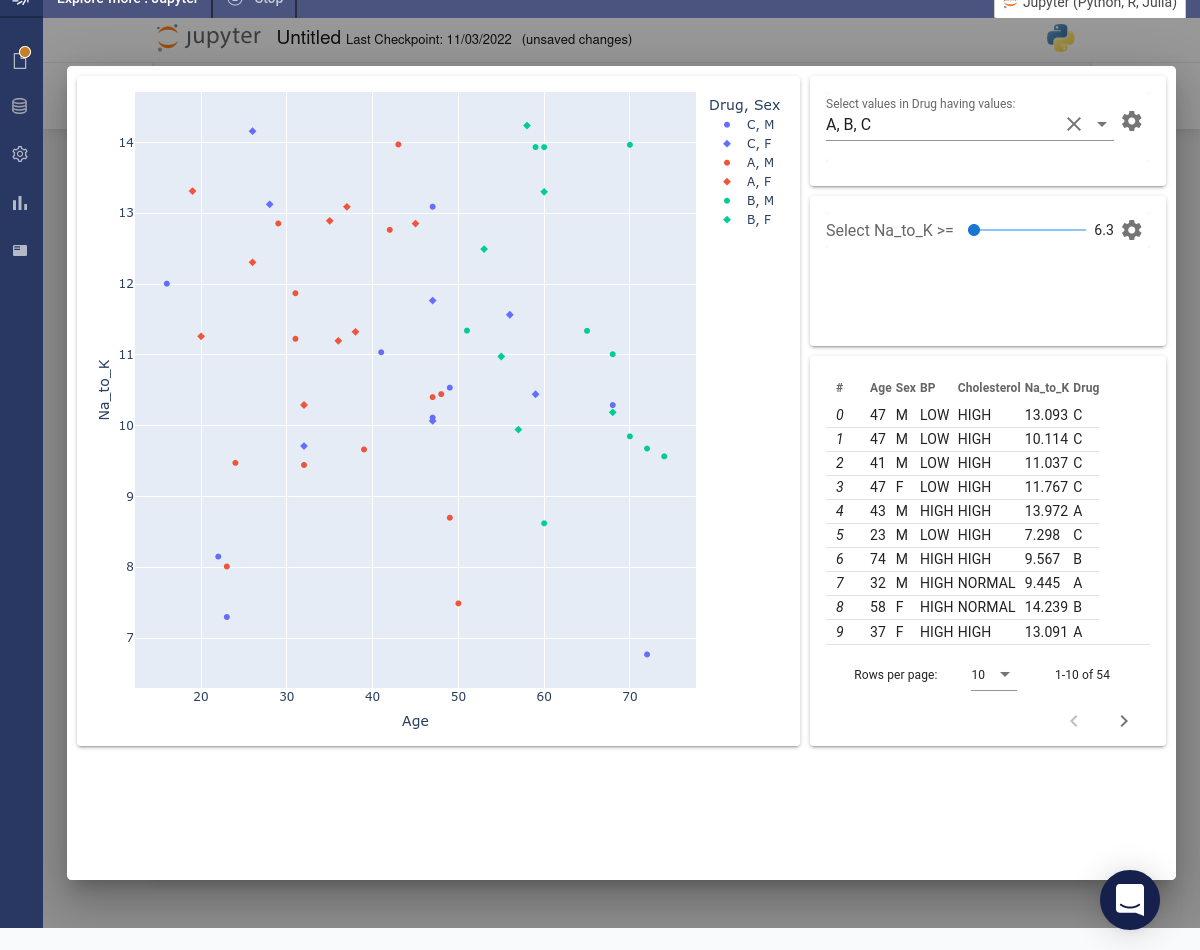 Explore more : Jupyter Stop Jupyter (Python, R, Julia)
jupyter Untitled Last Checkpoint: 11/03/2022 (unsaved changes)
Drug, Sex
C, M
C, F
A, M
A, F
B, M
B, F
14
13
12
11
10
9
8
7
Na_to_K
20 30 40 50 60 70
Age
Select values in Drug having values:
A, B, C
Select Na_to_K >= 6.3
# Age Sex BP Cholesterol Na_to_K Drug
0 47 M LOW HIGH 13.093 C
1 47 M LOW HIGH 10.114 C
2 41 M LOW HIGH 11.037 C
3 47 F LOW HIGH 11.767 C
4 43 M HIGH HIGH 13.972 A
5 23 M LOW HIGH 7.298 C
6 74 M HIGH HIGH 9.567 B
7 32 M HIGH NORMAL 9.445 A
8 58 F HIGH NORMAL 14.239 B
9 37 F HIGH HIGH 13.091 A
Rows per page: 10 1-10 of 54